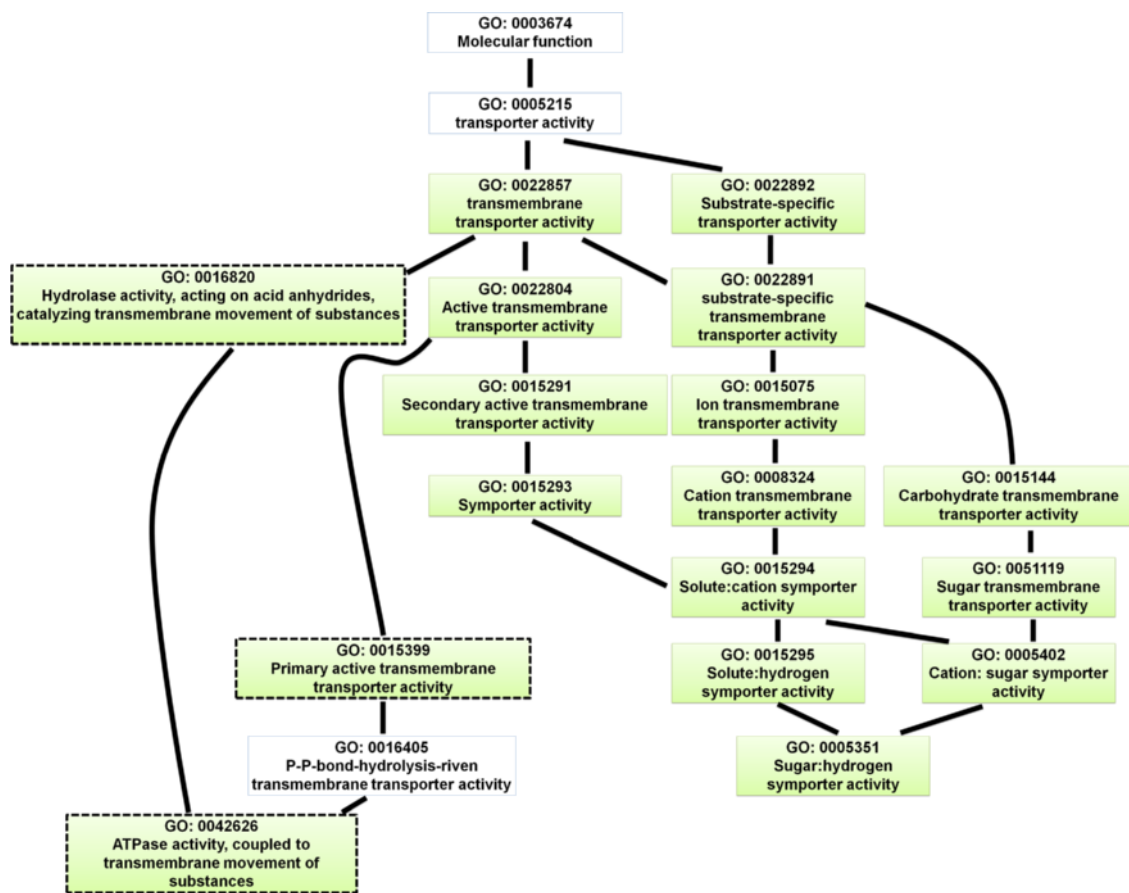 GO: 0003674
Molecular function
GO: 0005215
transporter activity
GO: 0022857
transmembrane
transporter activity
GO: 0022892
Substrate-specific
transporter activity
GO: 0016820
Hydrolase activity, acting on acid anhydrides,
catalyzing transmembrane movement of substances
GO: 0022804
Active transmembrane
transporter activity
GO: 0022891
substrate-specific
transmembrane
transporter activity
GO: 0015291
Secondary active transmembrane
transporter activity
GO: 0015075
Ion transmembrane
transporter activity
GO: 0015293
Symporter activity
GO: 0008324
Cation transmembrane
transporter activity
GO: 0015144
Carbohydrate transmembrane
transporter activity
GO: 0015294
Solute:cation symporter
activity
GO: 0051119
Sugar transmembrane
transporter activity
GO: 0015399
Primary active transmembrane
transporter activity
GO: 0015295
Solute:hydrogen
symporter activity
GO: 0005402
Cation: sugar symporter
activity
GO: 0016405
P-P-bond-hydrolysis-riven
transmembrane transporter activity
GO: 0005351
Sugar:hydrogen
symporter activity
GO: 0042626
ATPase activity, coupled to
transmembrane movement of
substances